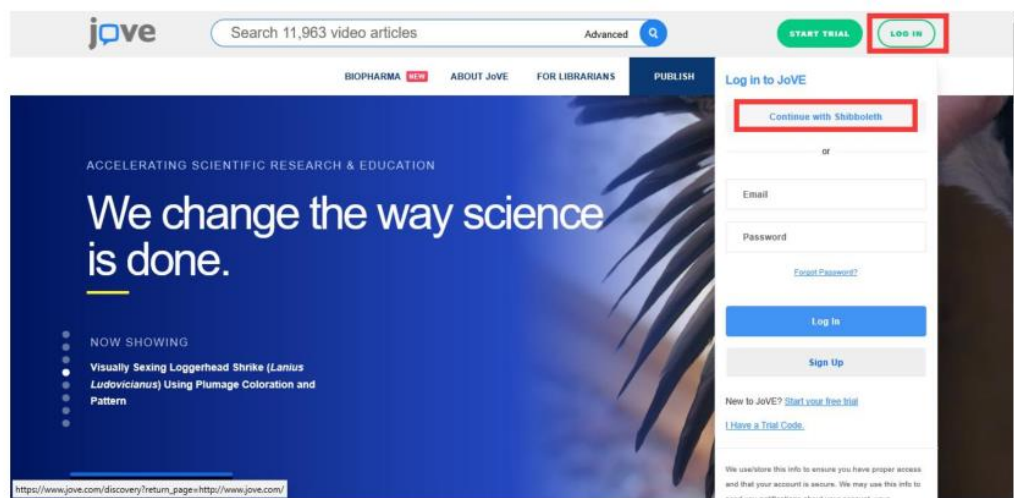 jove
Search 11,963 video articles
Advanced
START TRIAL
LOG IN
BIOPHARMA NEW
ABOUT JoVE
FOR LIBRARIANS
PUBLISH
Log in to JoVE
Continue with Shibboleth
or
Email
Password
Forgot Password?
Log In
Sign Up
New to JoVE? Start your free trial
I Have a Trial Code.
We use/store this info to ensure you have proper access
and that your account is secure. We may use this info to
ACCELERATING SCIENTIFIC RESEARCH & EDUCATION
We change the way science
is done.
NOW SHOWING
Visually Sexing Loggerhead Shrike (Lanius
Ludovicianus) Using Plumage Coloration and
Pattern
https://www.jove.com/discovery?return_page=http://www.jove.com/